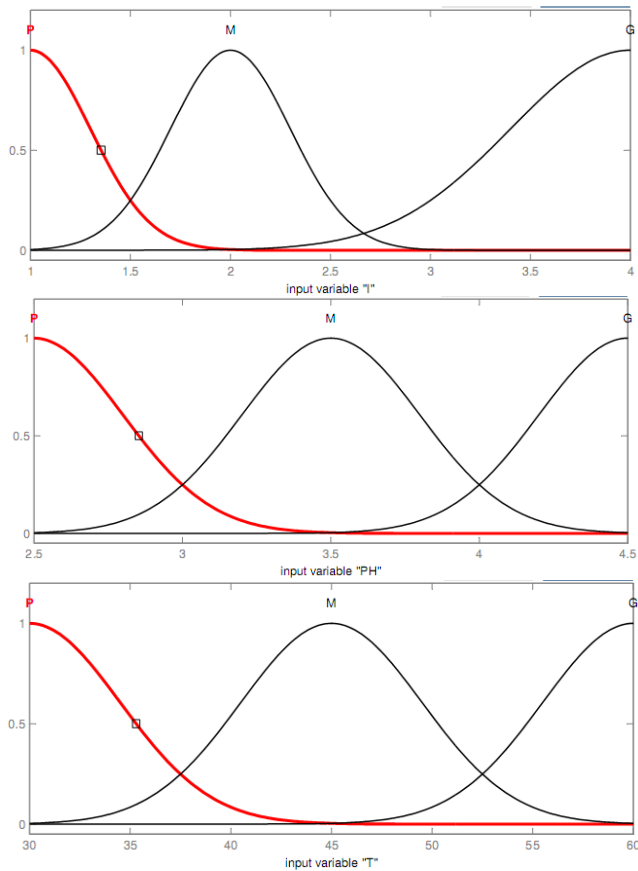 P M G
1
0.5
0
1 1.5 2 2.5 3 3.5 4
input variable "I"
P M G
1
0.5
0
2.5 3 3.5 4 4.5
input variable "PH"
P M G
1
0.5
0
30 35 40 45 50 55 60
input variable "T"